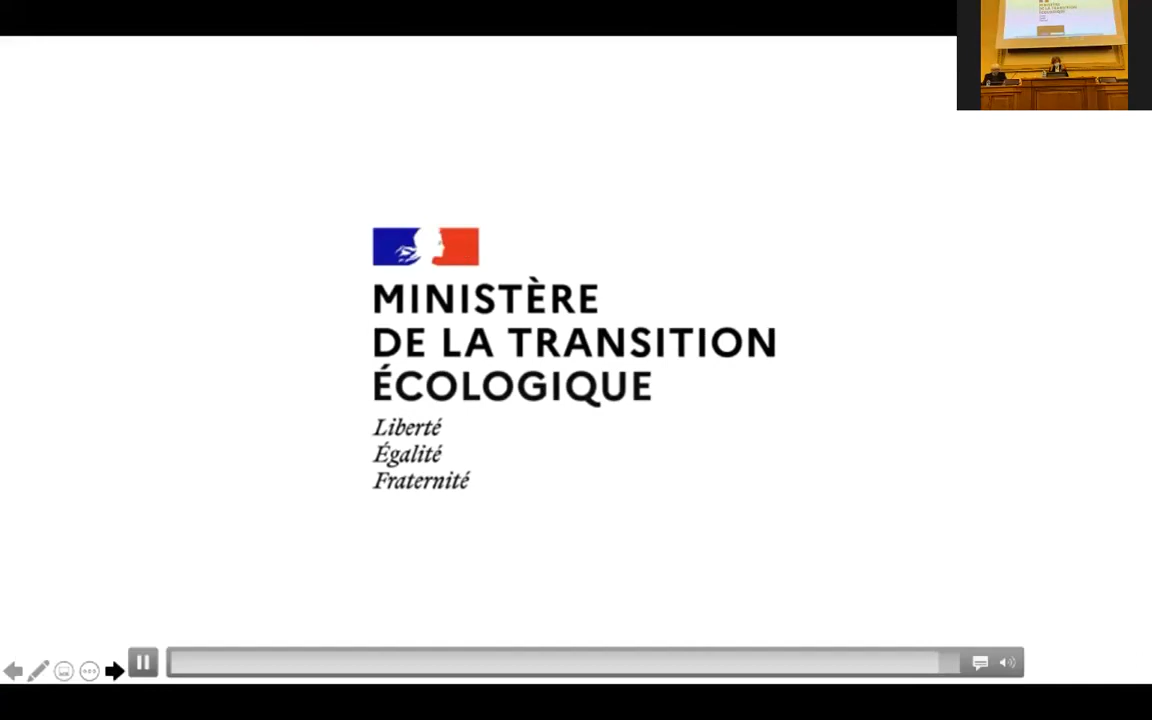 MINISTÈRE
DE LA TRANSITION
ÉCOLOGIQUE
Liberté
Égalité
Fraternité